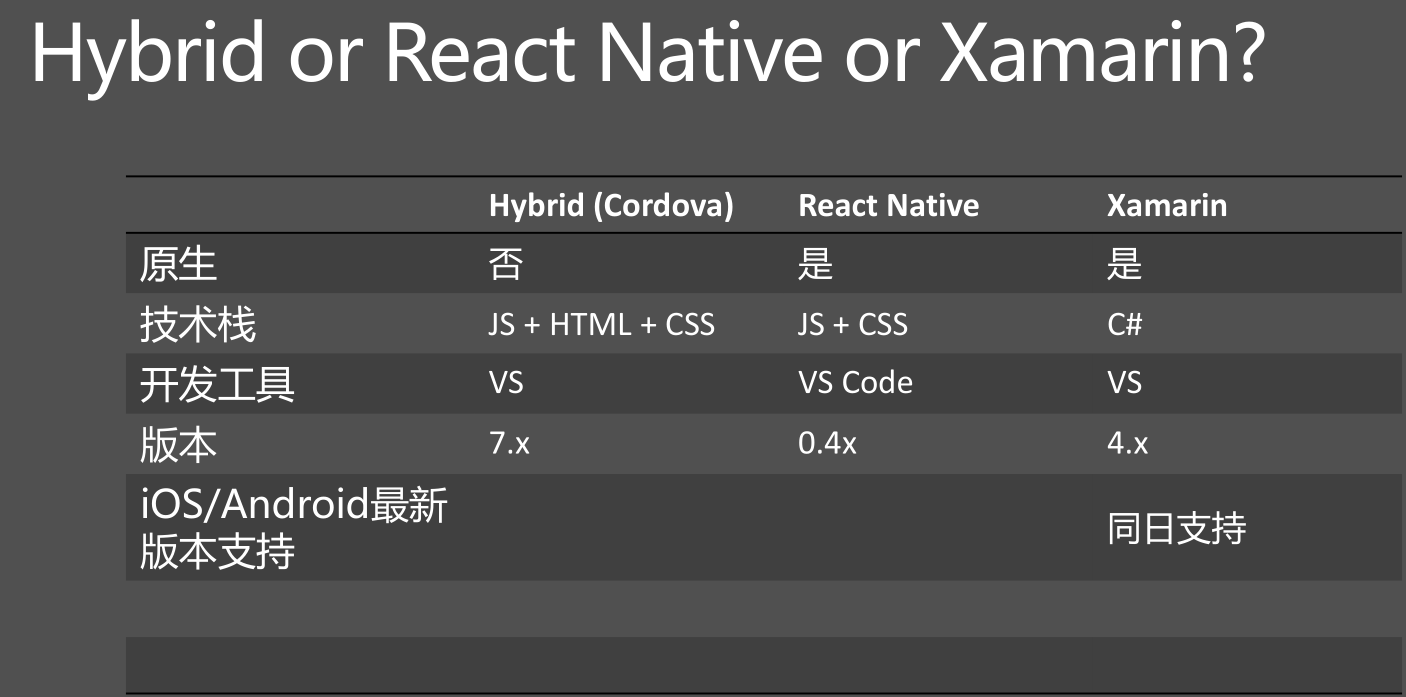 Hybrid or React Native or Xamarin?
Hybrid (Cordova) React Native Xamarin
原生 否 是 是
技术栈 JS + HTML + CSS JS + CSS C#
开发工具 VS VS Code VS
版本 7.x 0.4x 4.x
iOS/Android最新
版本支持 同日支持